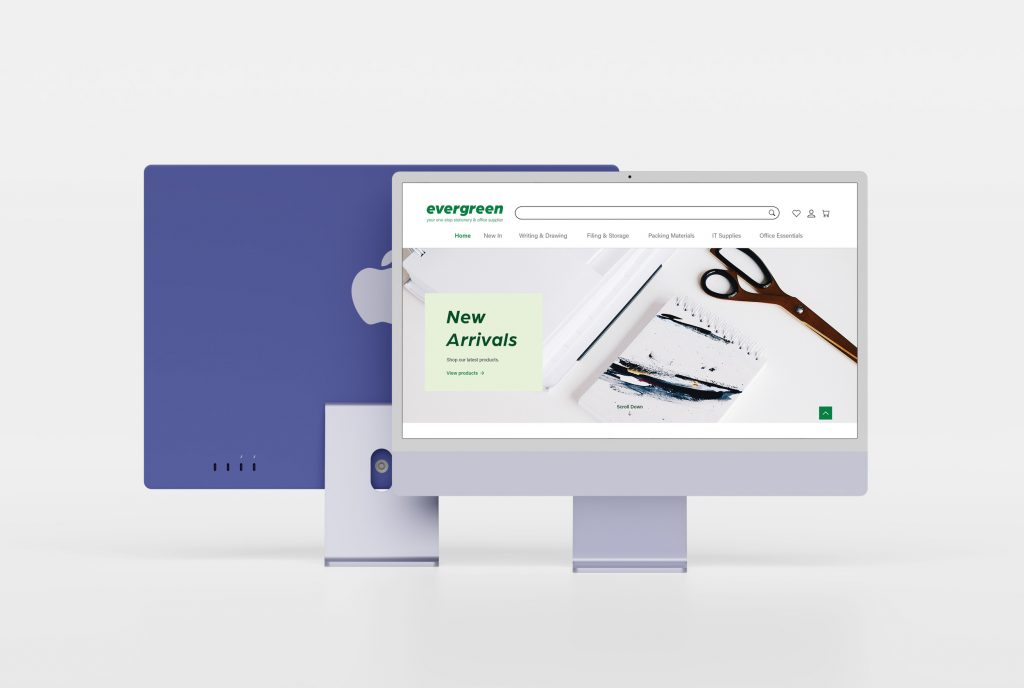 evergreen
your one-stop stationery & office supplier
Home New In Writing & Drawing Filing & Storage Packing Materials IT Supplies Office Essentials
New
Arrivals
Shop our latest products.
View products →
Scroll Down